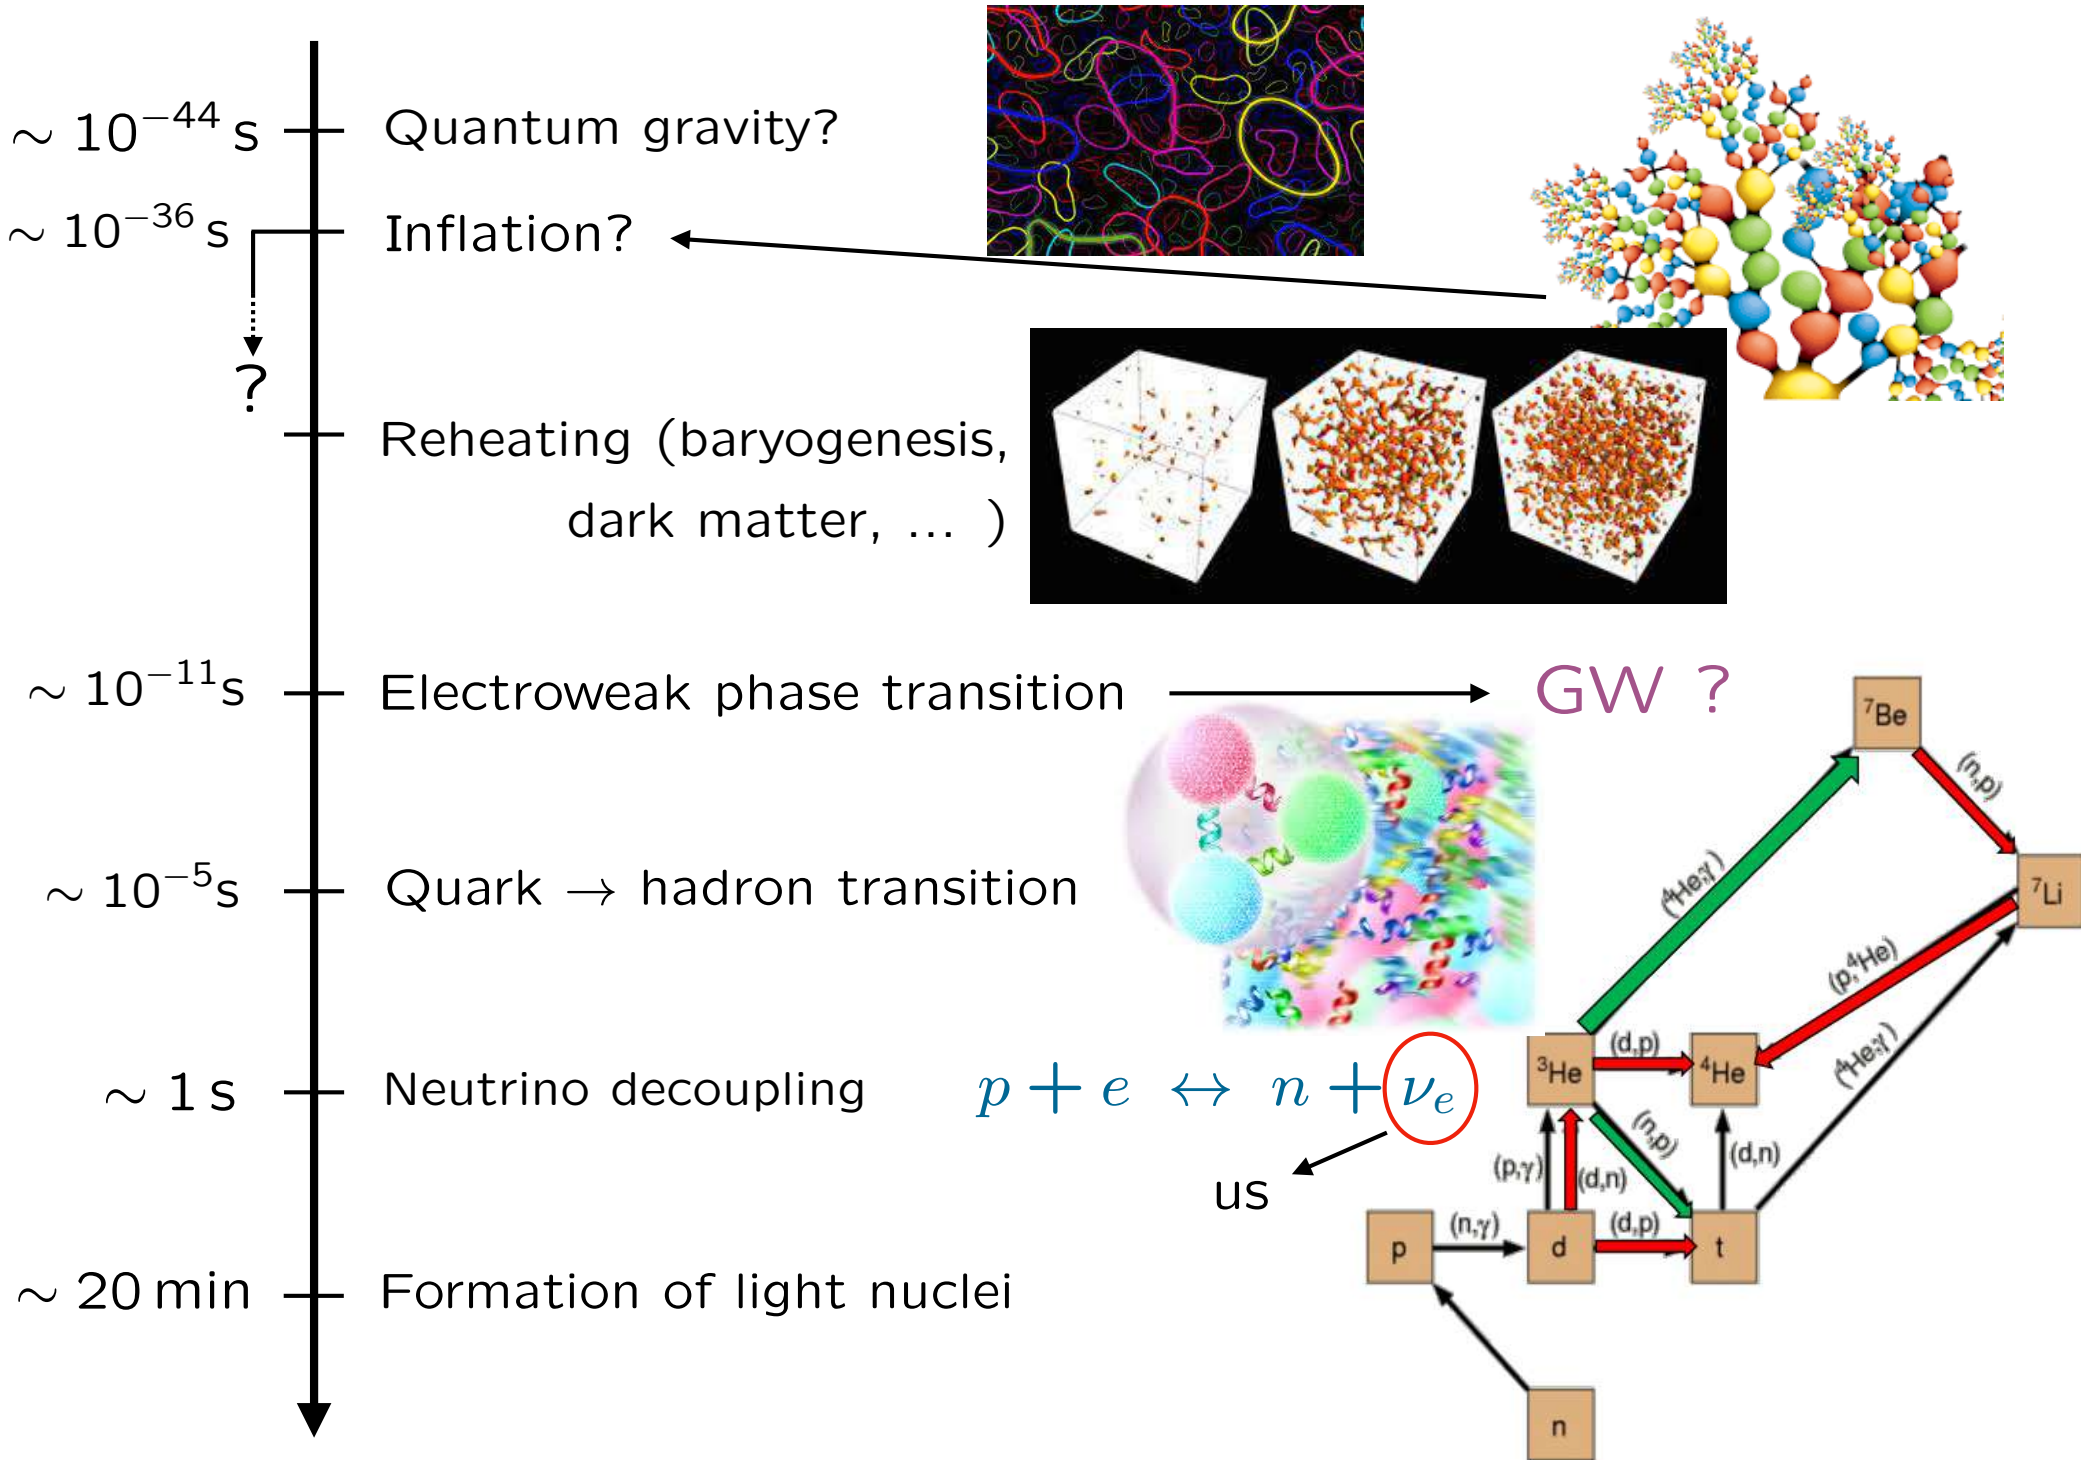 ∼ 10⁻⁴⁴ s Quantum gravity?
∼ 10⁻³⁶ s Inflation?
?
Reheating (baryogenesis,
dark matter, ... )
∼ 10⁻¹¹s Electroweak phase transition GW ?
∼ 10⁻⁵s Quark → hadron transition
∼ 1 s Neutrino decoupling p + e ↔ n + νₑ
us
∼ 20 min Formation of light nuclei
⁷Be
(n,p)
⁷Li
(⁴He,γ)
(p,⁴He)
(⁴He,γ)
³He
(d,p)
⁴He
(n,p)
(p,γ)
(d,n)
(d,n)
p
(n,γ)
d
(d,p)
t
n